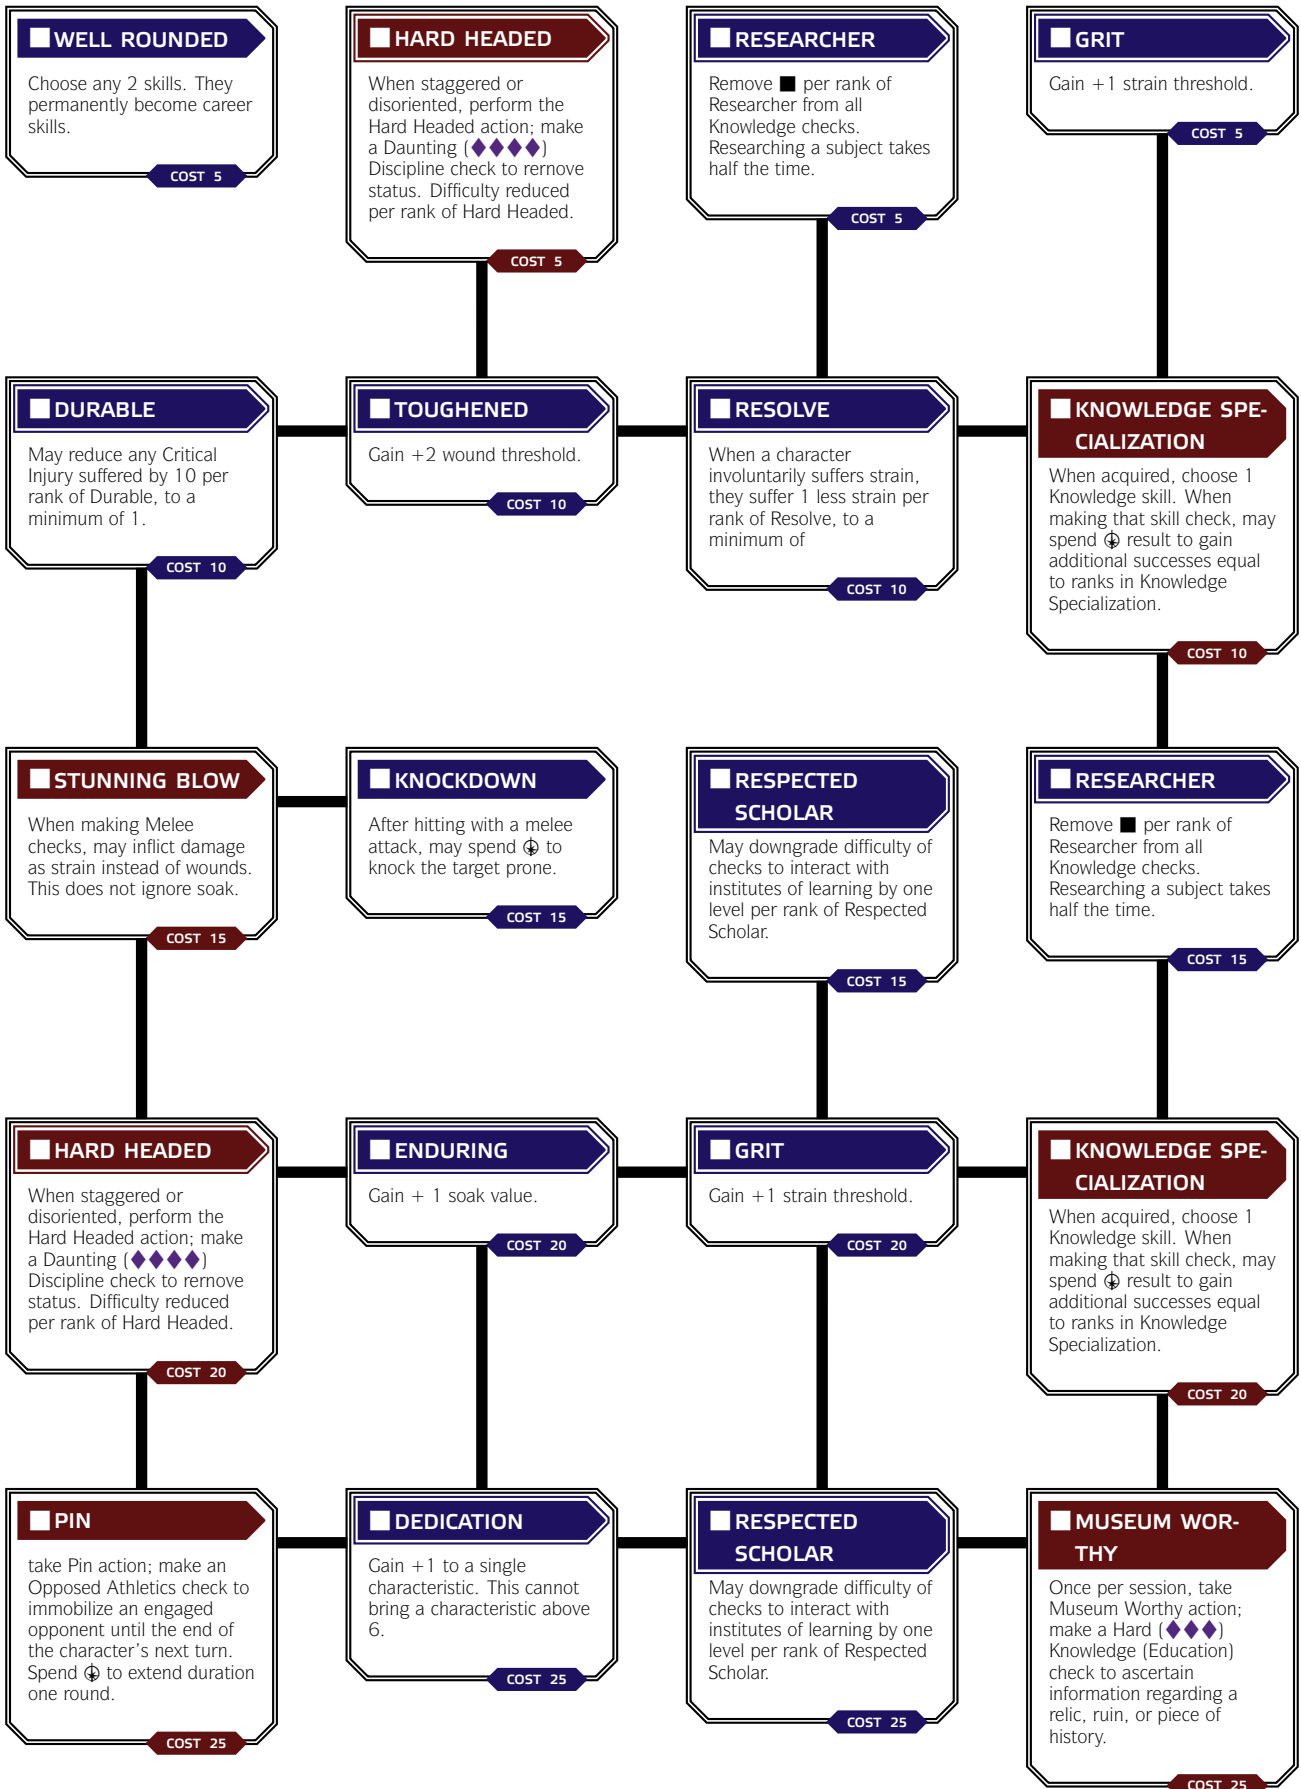 WELL ROUNDED
Choose any 2 skills. They
permanently become career
skills.
COST 5
HARD HEADED
When staggered or
disoriented, perform the
Hard Headed action; make
a Daunting (◆◆◆◆)
Discipline check to rernove
status. Difficulty reduced
per rank of Hard Headed.
COST 5
RESEARCHER
Remove ■ per rank of
Researcher from all
Knowledge checks.
Researching a subject takes
half the time.
COST 5
GRIT
Gain +1 strain threshold.
COST 5
DURABLE
May reduce any Critical
Injury suffered by 10 per
rank of Durable, to a
minimum of 1.
COST 10
TOUGHENED
Gain +2 wound threshold.
COST 10
RESOLVE
When a character
involuntarily suffers strain,
they suffer 1 less strain per
rank of Resolve, to a
minimum of
COST 10
KNOWLEDGE SPE-
CIALIZATION
When acquired, choose 1
Knowledge skill. When
making that skill check, may
spend result to gain
additional successes equal
to ranks in Knowledge
Specialization.
COST 10
STUNNING BLOW
When making Melee
checks, may inflict damage
as strain instead of wounds.
This does not ignore soak.
COST 15
KNOCKDOWN
After hitting with a melee
attack, may spend to
knock the target prone.
COST 15
RESPECTED
SCHOLAR
May downgrade difficulty of
checks to interact with
institutes of learning by one
level per rank of Respected
Scholar.
COST 15
RESEARCHER
Remove ■ per rank of
Researcher from all
Knowledge checks.
Researching a subject takes
half the time.
COST 15
HARD HEADED
When staggered or
disoriented, perform the
Hard Headed action; make
a Daunting (◆◆◆◆)
Discipline check to rernove
status. Difficulty reduced
per rank of Hard Headed.
COST 20
ENDURING
Gain + 1 soak value.
COST 20
GRIT
Gain +1 strain threshold.
COST 20
KNOWLEDGE SPE-
CIALIZATION
When acquired, choose 1
Knowledge skill. When
making that skill check, may
spend result to gain
additional successes equal
to ranks in Knowledge
Specialization.
COST 20
PIN
take Pin action; make an
Opposed Athletics check to
immobilize an engaged
opponent until the end of
the character's next turn.
Spend to extend duration
one round.
COST 25
DEDICATION
Gain +1 to a single
characteristic. This cannot
bring a characteristic above
6.
COST 25
RESPECTED
SCHOLAR
May downgrade difficulty of
checks to interact with
institutes of learning by one
level per rank of Respected
Scholar.
COST 25
MUSEUM WOR-
THY
Once per session, take
Museum Worthy action;
make a Hard (◆◆◆)
Knowledge (Education)
check to ascertain
information regarding a
relic, ruin, or piece of
history.
COST 25